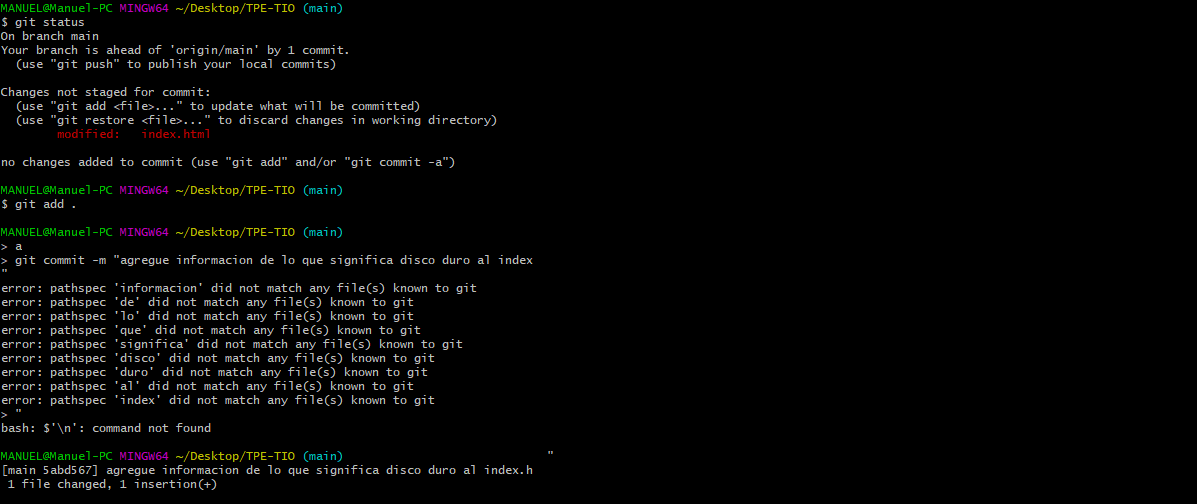 MANUEL@Manuel-PC MINGW64 ~/Desktop/TPE-TIO (main)
$ git status
On branch main
Your branch is ahead of 'origin/main' by 1 commit.
  (use "git push" to publish your local commits)

Changes not staged for commit:
  (use "git add <file>..." to update what will be committed)
  (use "git restore <file>..." to discard changes in working directory)
        modified:   index.html

no changes added to commit (use "git add" and/or "git commit -a")

MANUEL@Manuel-PC MINGW64 ~/Desktop/TPE-TIO (main)
$ git add .

MANUEL@Manuel-PC MINGW64 ~/Desktop/TPE-TIO (main)
> a
> git commit -m "agregue informacion de lo que significa disco duro al index
"
error: pathspec 'informacion' did not match any file(s) known to git
error: pathspec 'de' did not match any file(s) known to git
error: pathspec 'lo' did not match any file(s) known to git
error: pathspec 'que' did not match any file(s) known to git
error: pathspec 'significa' did not match any file(s) known to git
error: pathspec 'disco' did not match any file(s) known to git
error: pathspec 'duro' did not match any file(s) known to git
error: pathspec 'al' did not match any file(s) known to git
error: pathspec 'index' did not match any file(s) known to git
> "
bash: $'\n': command not found

MANUEL@Manuel-PC MINGW64 ~/Desktop/TPE-TIO (main)                           "
[main 5abd567] agregue informacion de lo que significa disco duro al index.h
 1 file changed, 1 insertion(+)